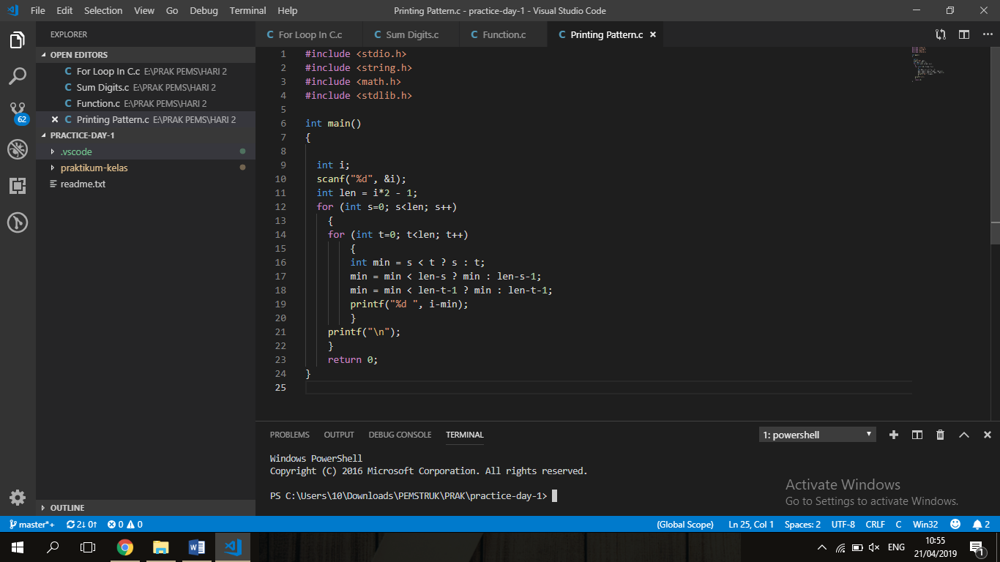 File Edit Selection View Go Debug Terminal Help
Printing Pattern.c - practice-day-1 - Visual Studio Code
EXPLORER
OPEN EDITORS
C For Loop In C.c E:\PRAK PEMS\HARI 2
C Sum Digits.c E:\PRAK PEMS\HARI 2
C Function.c E:\PRAK PEMS\HARI 2
C Printing Pattern.c E:\PRAK PEMS\HARI 2
PRACTICE-DAY-1
.vscode
praktikum-kelas
readme.txt
62
OUTLINE
C For Loop In C.c C Sum Digits.c C Function.c C Printing Pattern.c
1 #include <stdio.h>
2 #include <string.h>
3 #include <math.h>
4 #include <stdlib.h>
5
6 int main()
7 {
8
9 int i;
10 scanf("%d", &i);
11 int len = i*2 - 1;
12 for (int s=0; s<len; s++)
13 {
14 for (int t=0; t<len; t++)
15 {
16 int min = s < t ? s : t;
17 min = min < len-s ? min : len-s-1;
18 min = min < len-t-1 ? min : len-t-1;
19 printf("%d ", i-min);
20 }
21 printf("\n");
22 }
23 return 0;
24 }
25
PROBLEMS OUTPUT DEBUG CONSOLE TERMINAL
1: powershell
Windows PowerShell
Copyright (C) 2016 Microsoft Corporation. All rights reserved.
PS C:\Users\10\Downloads\PEMSTRUK\PRAK\practice-day-1>
Activate Windows
Go to Settings to activate Windows.
master*+ 2↓ 0↑ 0 0
(Global Scope) Ln 25, Col 1 Spaces: 2 UTF-8 CRLF C Win32 2
ENG
10:55
21/04/2019
1